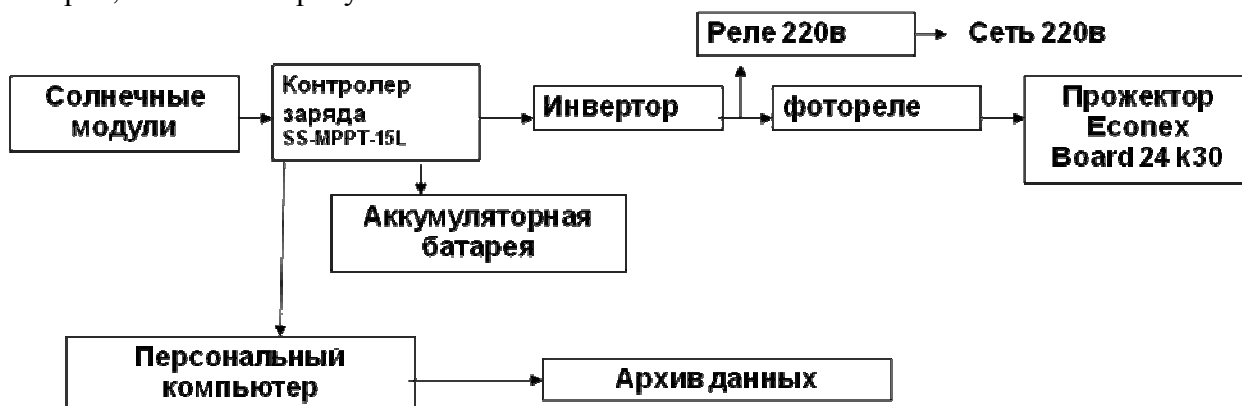 Реле 220в
Сеть 220в
Солнечные
модули
Контролер
заряда
SS-MPPT-15L
Инвертор
фотореле
Прожектор
Econex
Board 24 k30
Аккумуляторная
батарея
Персональный
компьютер
Архив данных